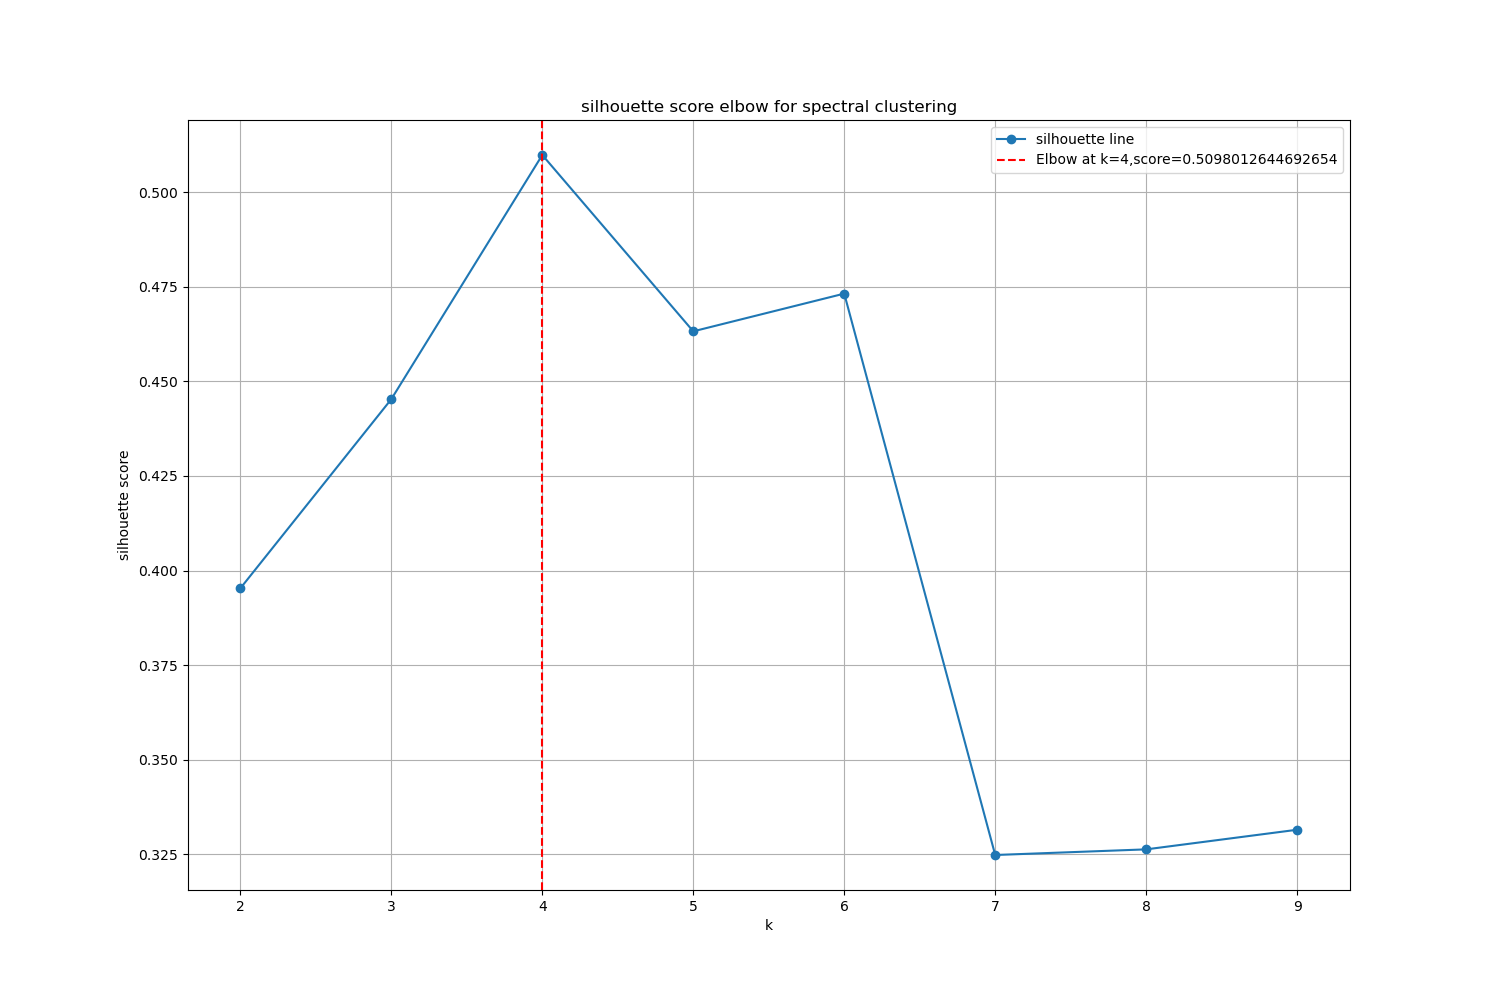 silhouette score elbow for spectral clustering
silhouette line
Elbow at k=4,score=0.5098012644692654
silhouette score
0.500
0.475
0.450
0.425
0.400
0.375
0.350
0.325
2 3 4 5 6 7 8 9
k